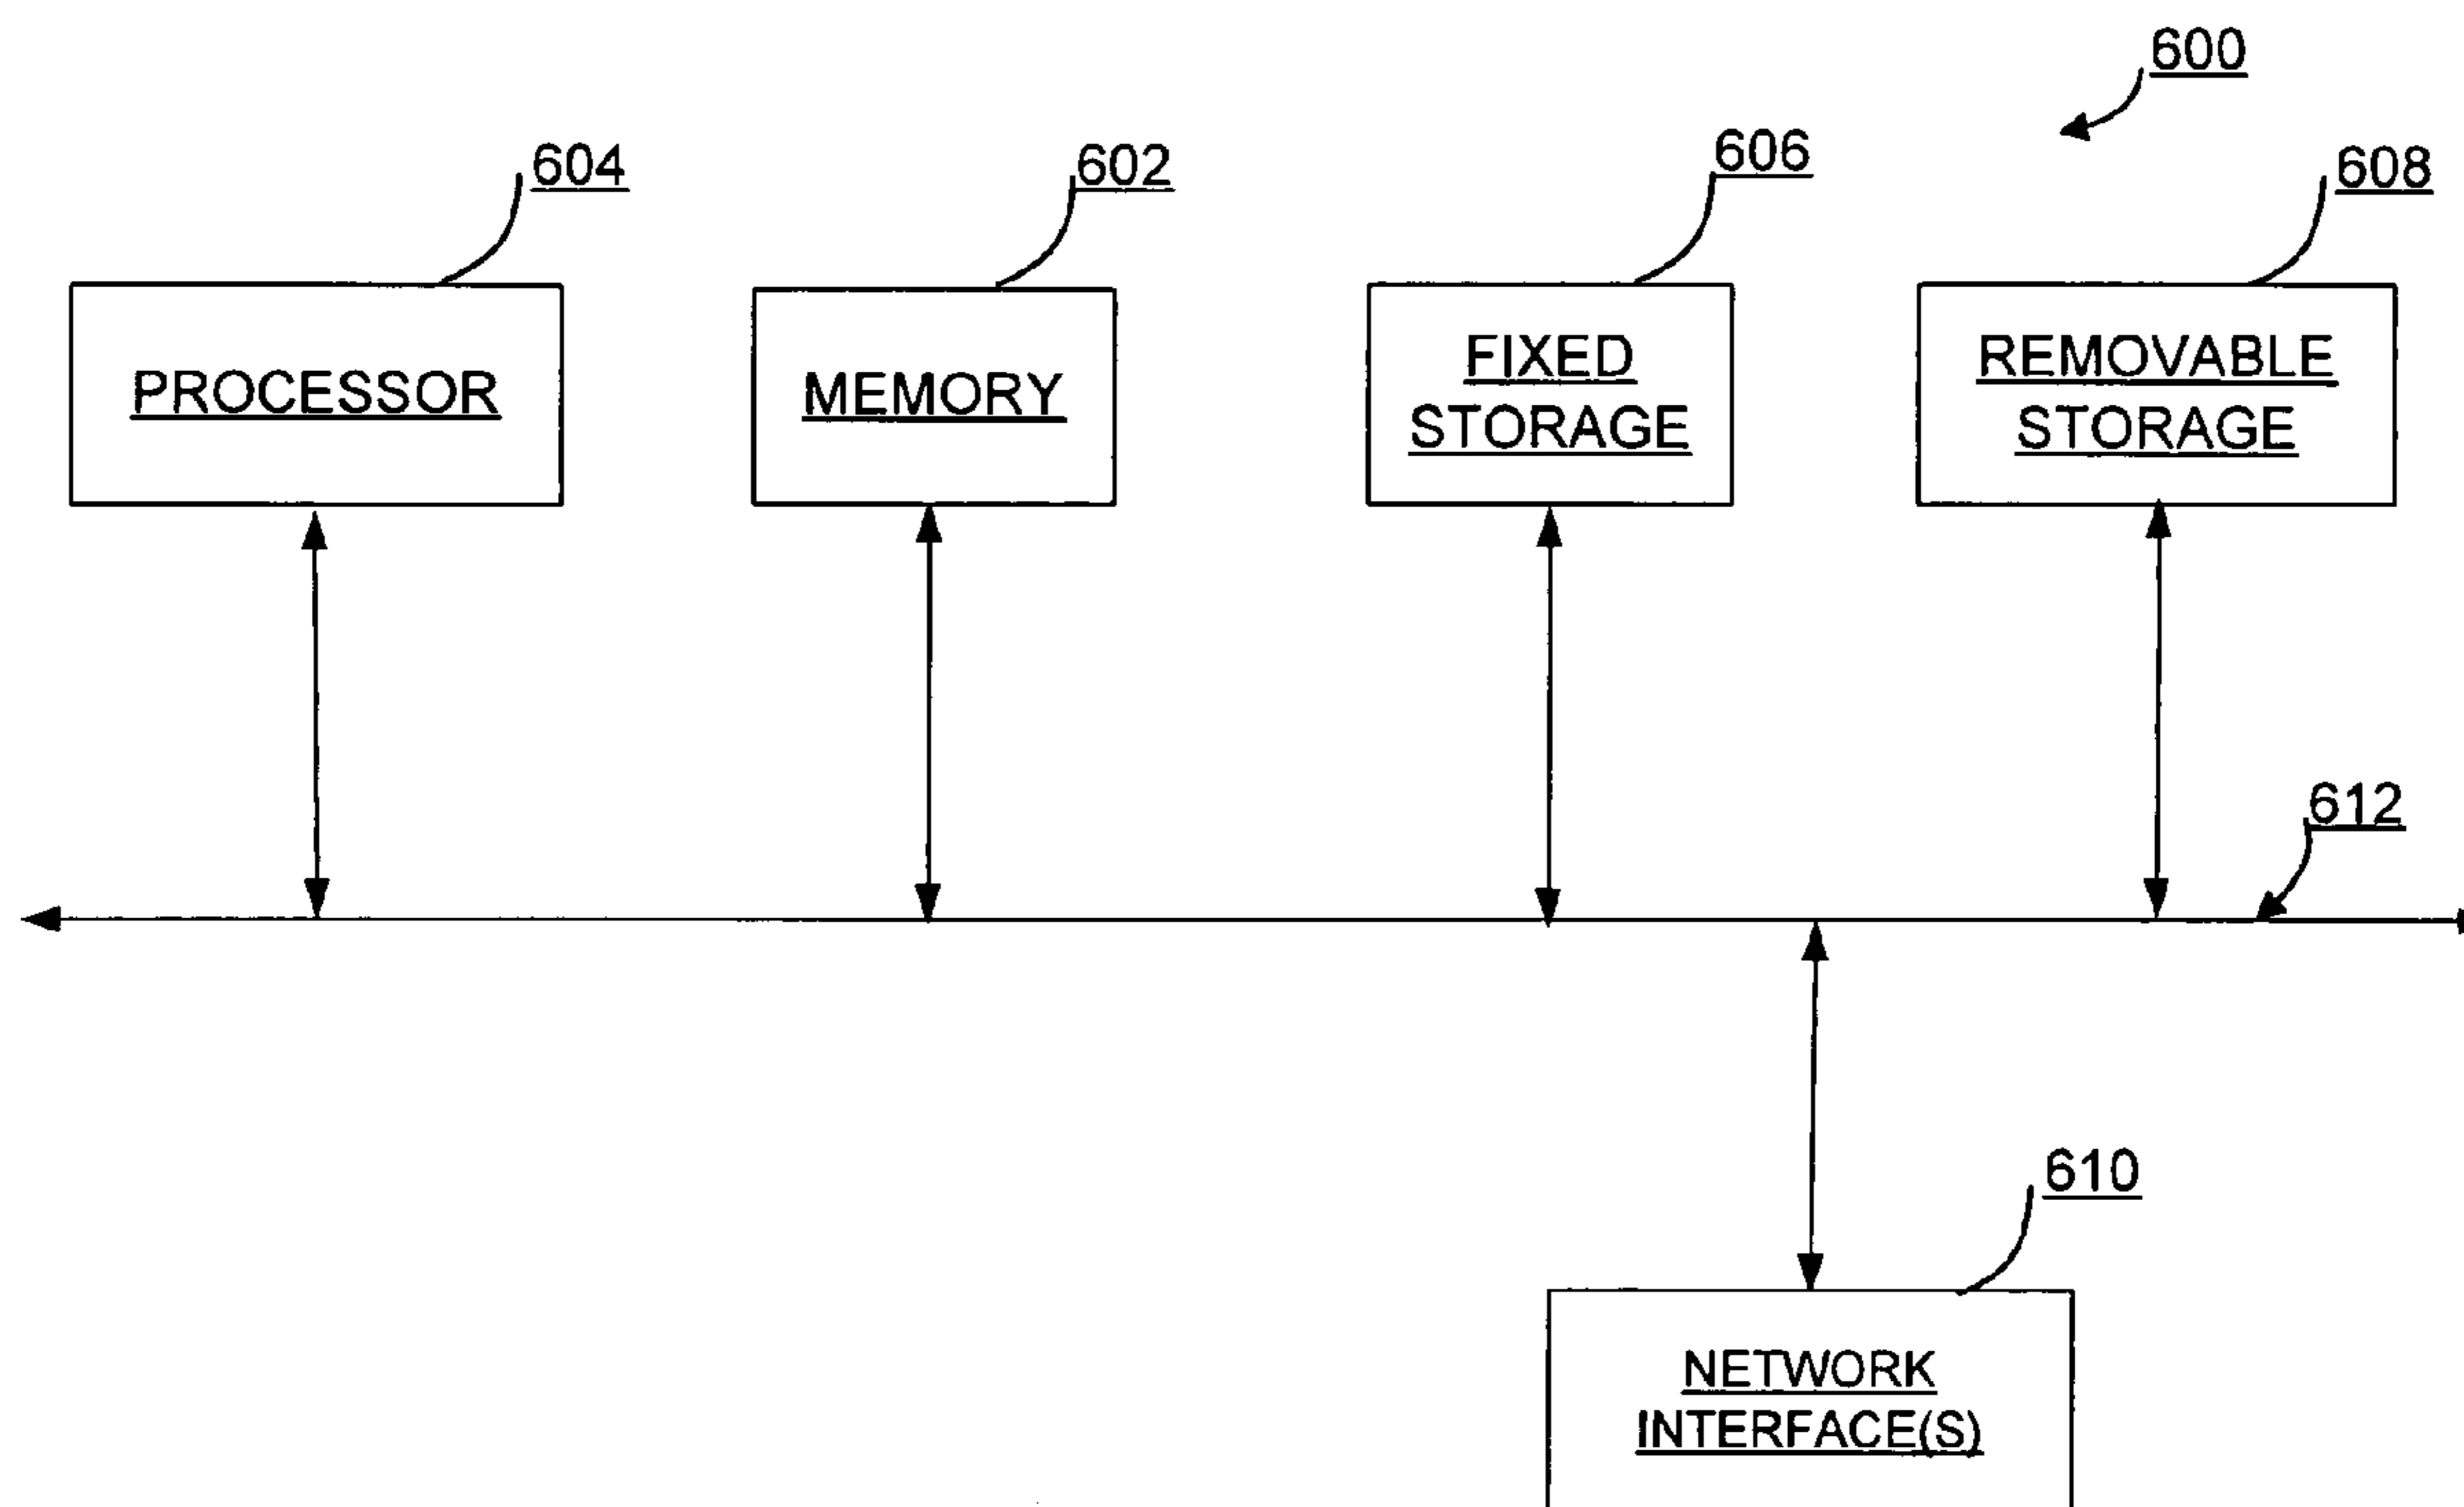 600
604
602
606
608
PROCESSOR
MEMORY
FIXED
STORAGE
REMOVABLE
STORAGE
612
610
NETWORK
INTERFACE(S)